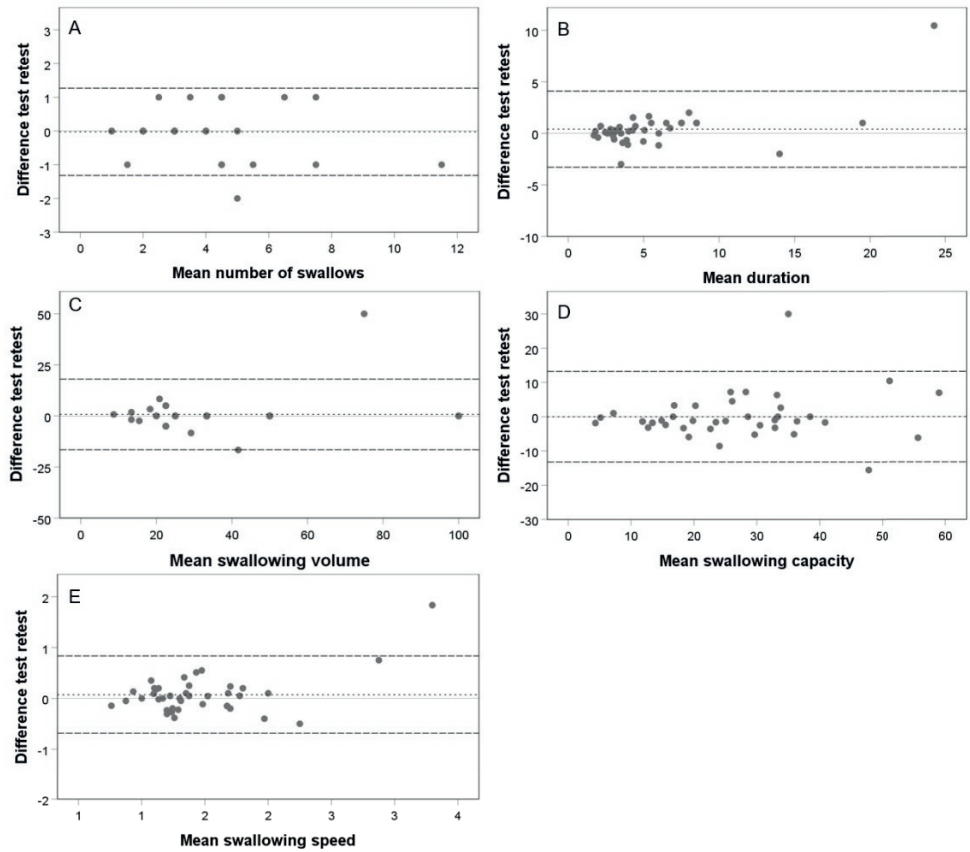 A
Difference test retest
3
2
1
0
-1
-2
-3
0 2 4 6 8 10 12
Mean number of swallows
B
Difference test retest
10
5
0
-5
-10
0 5 10 15 20 25
Mean duration
C
Difference test retest
50
25
0
-25
-50
0 20 40 60 80 100
Mean swallowing volume
D
Difference test retest
30
20
10
0
-10
-20
-30
0 10 20 30 40 50 60
Mean swallowing capacity
E
Difference test retest
2
1
0
-1
-2
1 1 2 2 3 3 4
Mean swallowing speed